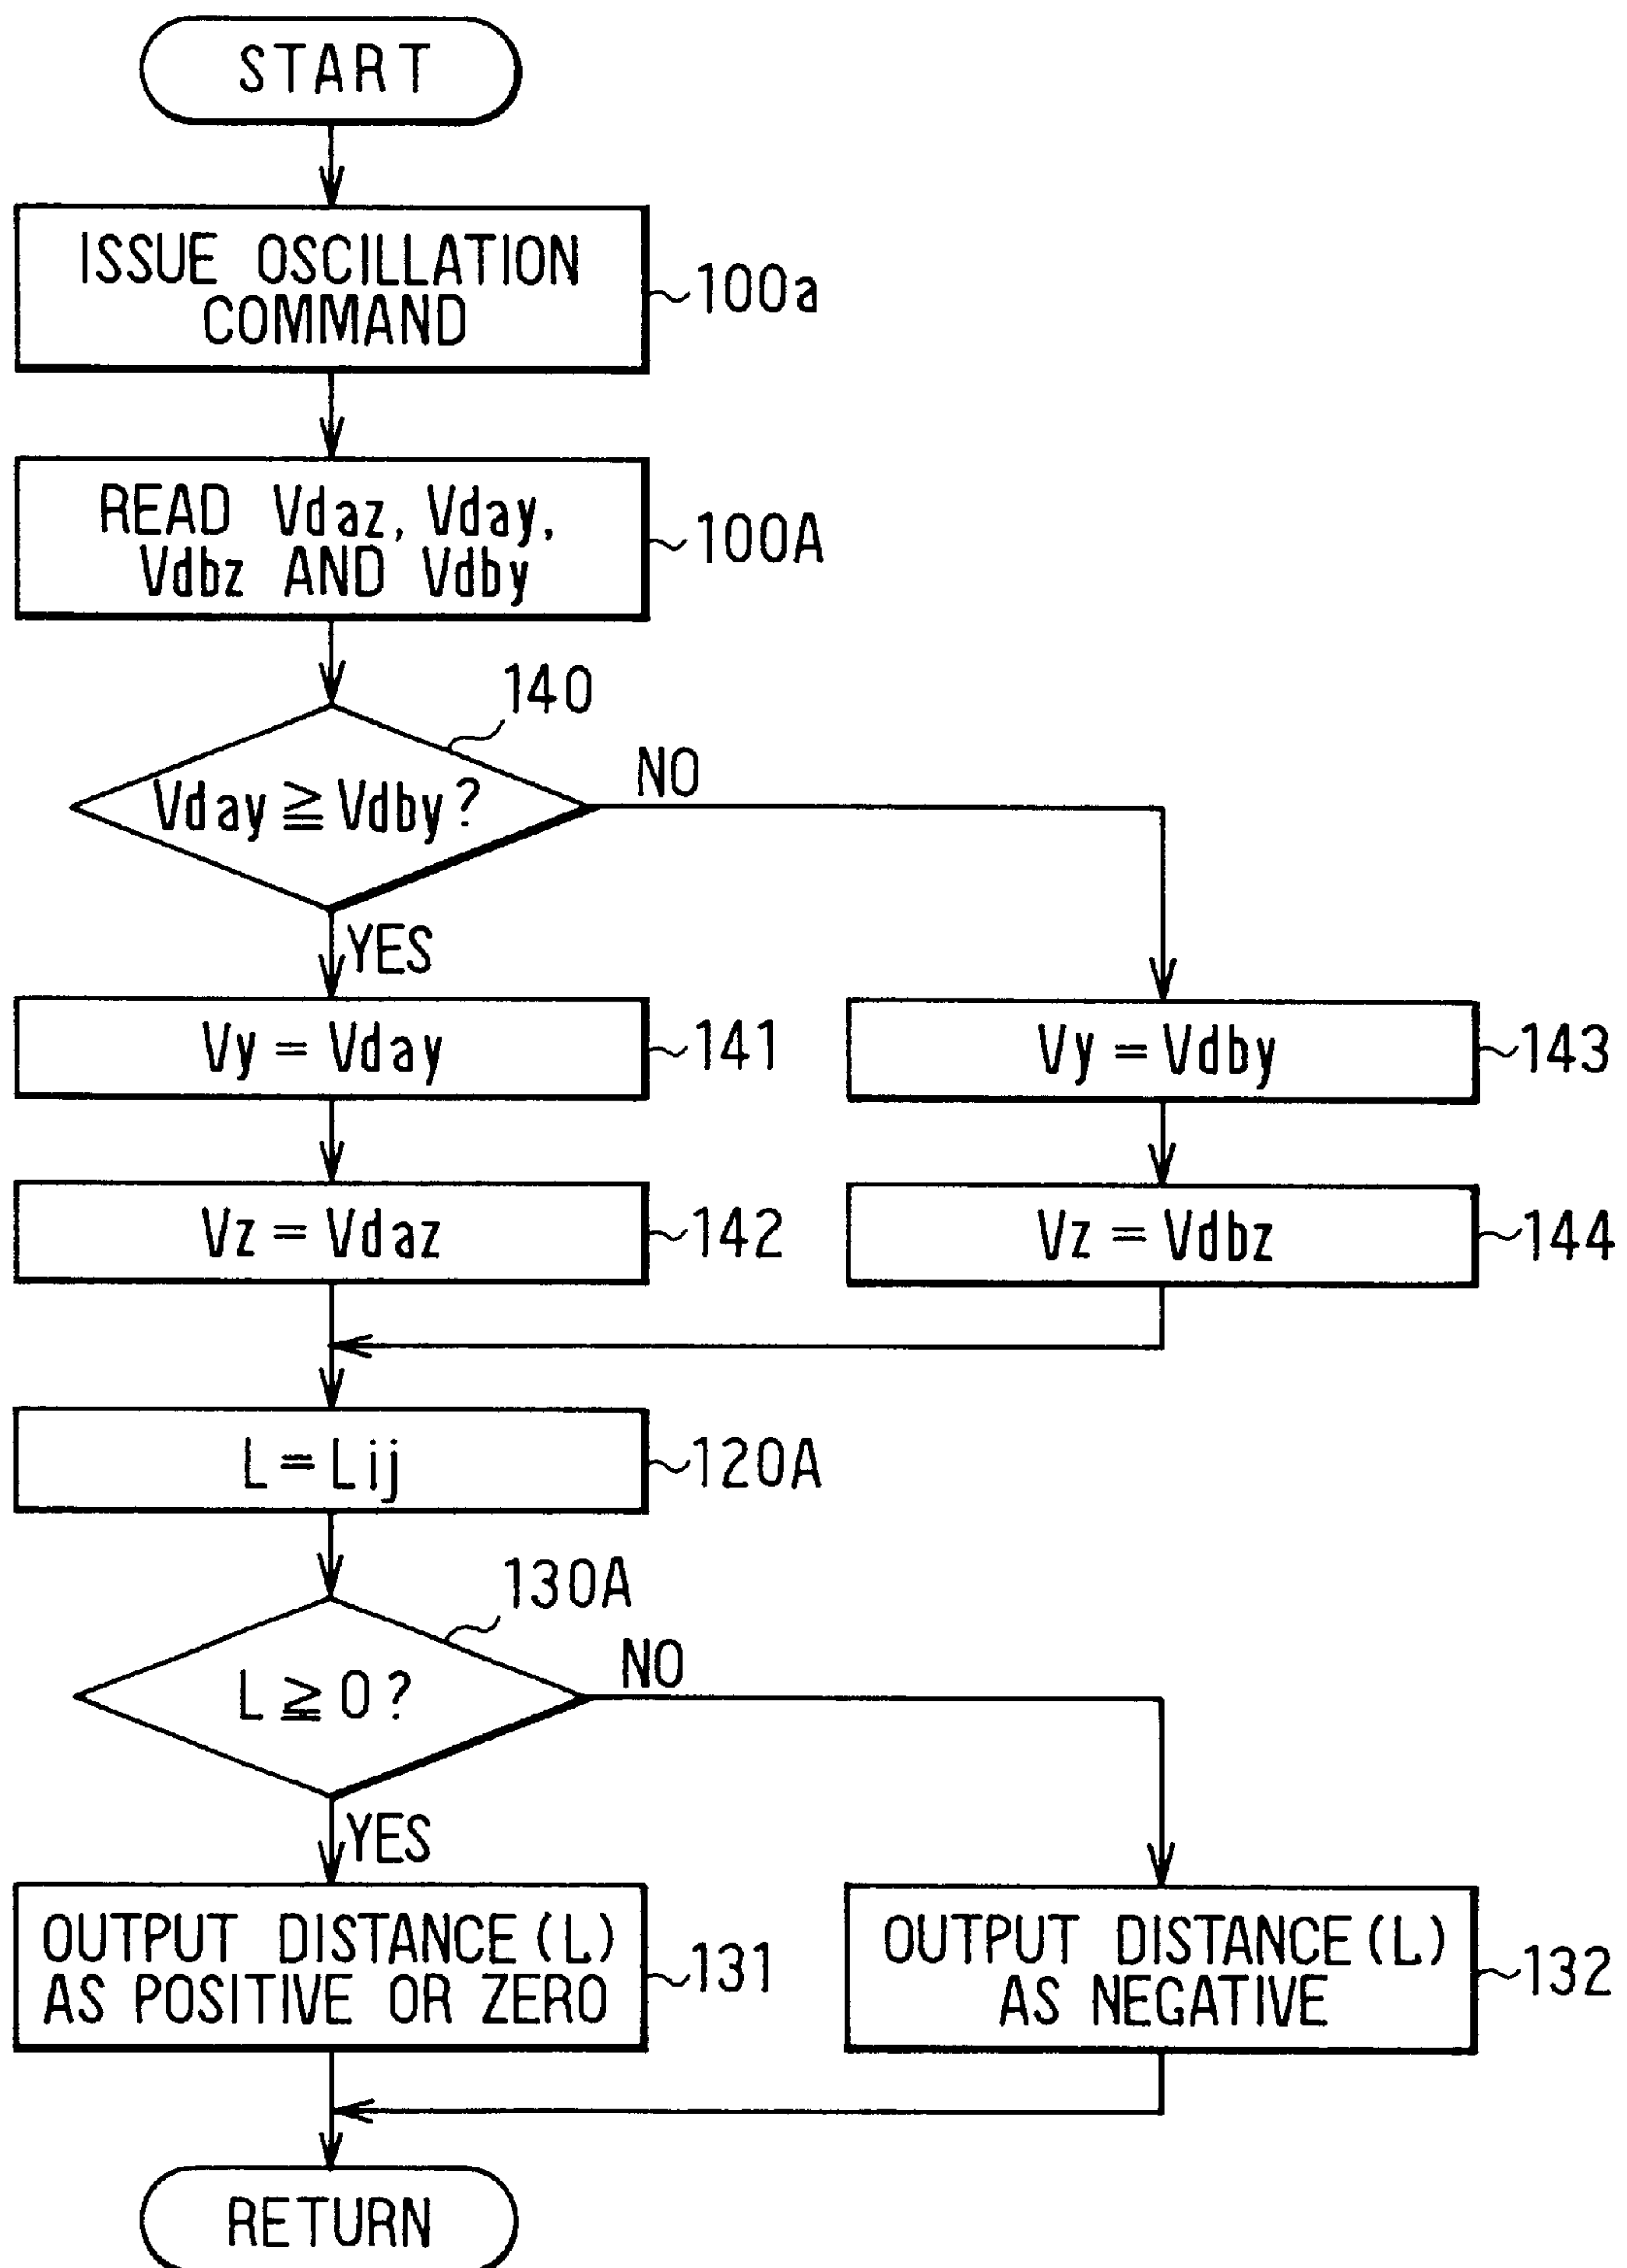 START
ISSUE OSCILLATION
COMMAND
100a
READ Vdaz, Vday,
Vdbz AND Vdby
100A
140
Vday ≧ Vdby?
NO
YES
Vy = Vday
141
Vy = Vdby
143
Vz = Vdaz
142
Vz = Vdbz
144
L = Lij
120A
130A
L ≧ 0?
NO
YES
OUTPUT DISTANCE (L)
AS POSITIVE OR ZERO
131
OUTPUT DISTANCE (L)
AS NEGATIVE
132
RETURN